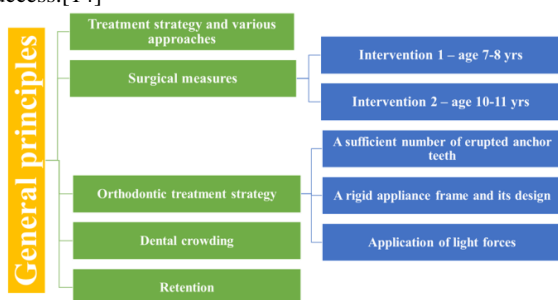 General principles
Treatment strategy and various
approaches
Surgical measures
Intervention 1 – age 7-8 yrs
Intervention 2 – age 10-11 yrs
Orthodontic treatment strategy
A sufficient number of erupted anchor
teeth
A rigid appliance frame and its design
Application of light forces
Dental crowding
Retention